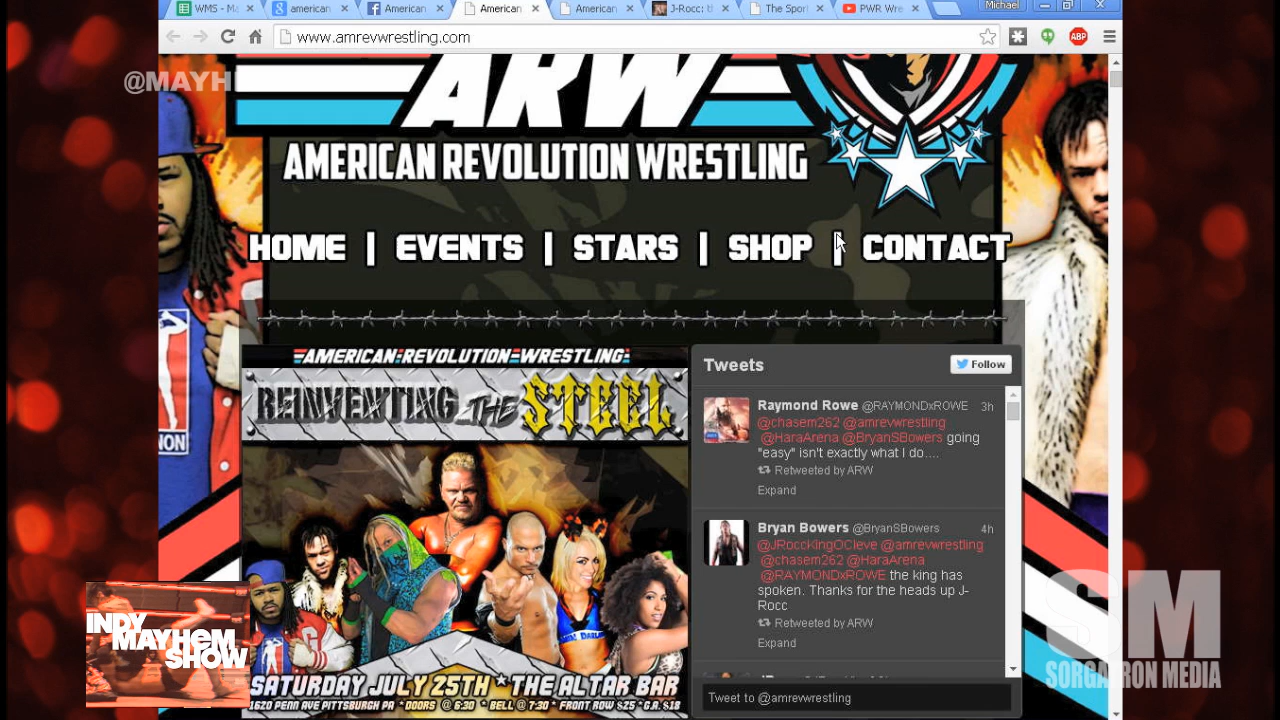 WMS - M
american
American
American
American
J-Rocc: t
The Sport
PWR Wre
Michael
www.amrevwrestling.com
ABP
@MAYH
ARW
AMERICAN REVOLUTION WRESTLING
HOME | EVENTS | STARS | SHOP | CONTACT
AMERICAN REVOLUTION WRESTLING
REINVENTING THE STEEL
SATURDAY JULY 25TH * THE ALTAR BAR
1620 PENN AVE PITTSBURGH PA * DOORS @ 6:30 * BELL @ 7:30 * FRONT ROW $25 * G.A. $18
Tweets
Follow
Raymond Rowe @RAYMONDxROWE 3h
@chasem262 @amrevwrestling
@HaraArena @BryanSBowers going
"easy" isn't exactly what I do....
Retweeted by ARW
Expand
Bryan Bowers @BryanSBowers 4h
@JRoccKingOCleve @amrevwrestling
@chasem262 @HaraArena
@RAYMONDxROWE the king has
spoken. Thanks for the heads up J-
Rocc
Retweeted by ARW
Expand
Tweet to @amrevwrestling
NON
INDY
MAYHEM
SHOW
SM
SORGATRON MEDIA